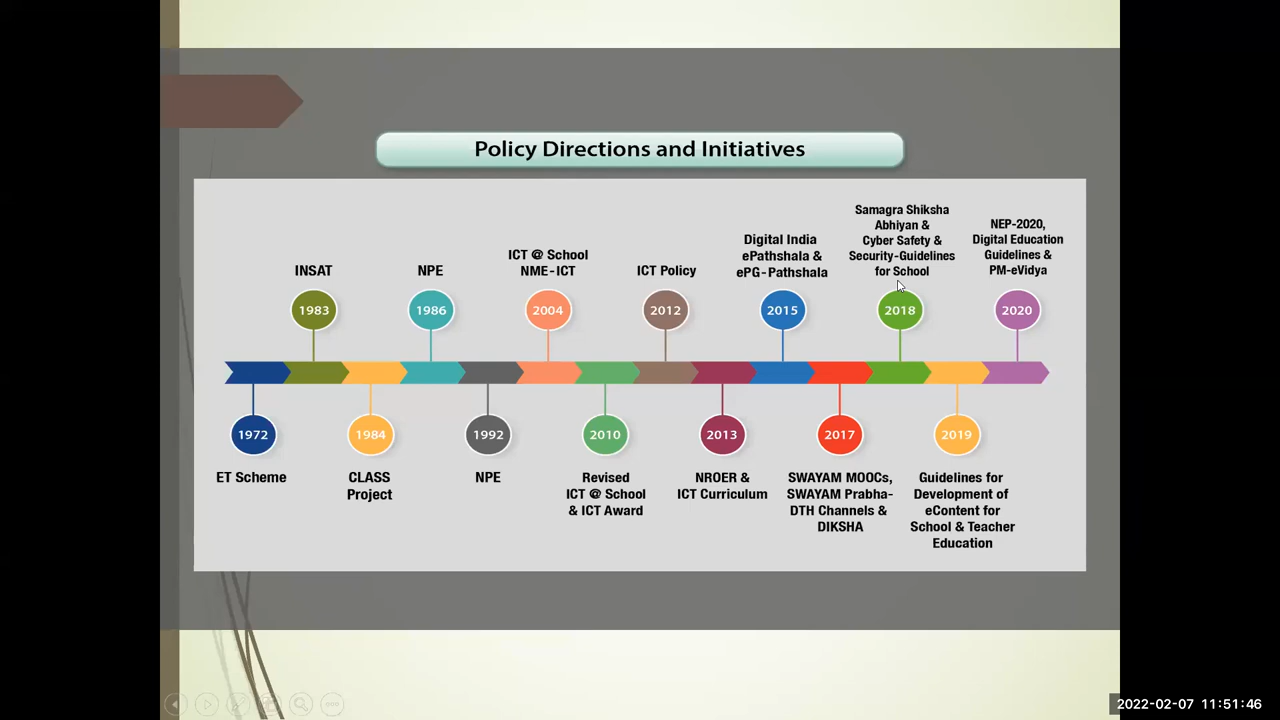 Policy Directions and Initiatives
INSAT
1983
NPE
1986
ICT @ School
NME-ICT
2004
ICT Policy
2012
Digital India
ePathshala &
ePG-Pathshala
2015
Samagra Shiksha
Abhiyan &
Cyber Safety &
Security-Guidelines
for School
2018
NEP-2020,
Digital Education
Guidelines &
PM-eVidya
2020
1972
ET Scheme
1984
CLASS
Project
1992
NPE
2010
Revised
ICT @ School
& ICT Award
2013
NROER &
ICT Curriculum
2017
SWAYAM MOOCs,
SWAYAM Prabha-
DTH Channels &
DIKSHA
2019
Guidelines for
Development of
eContent for
School & Teacher
Education
2022-02-07 11:51:46